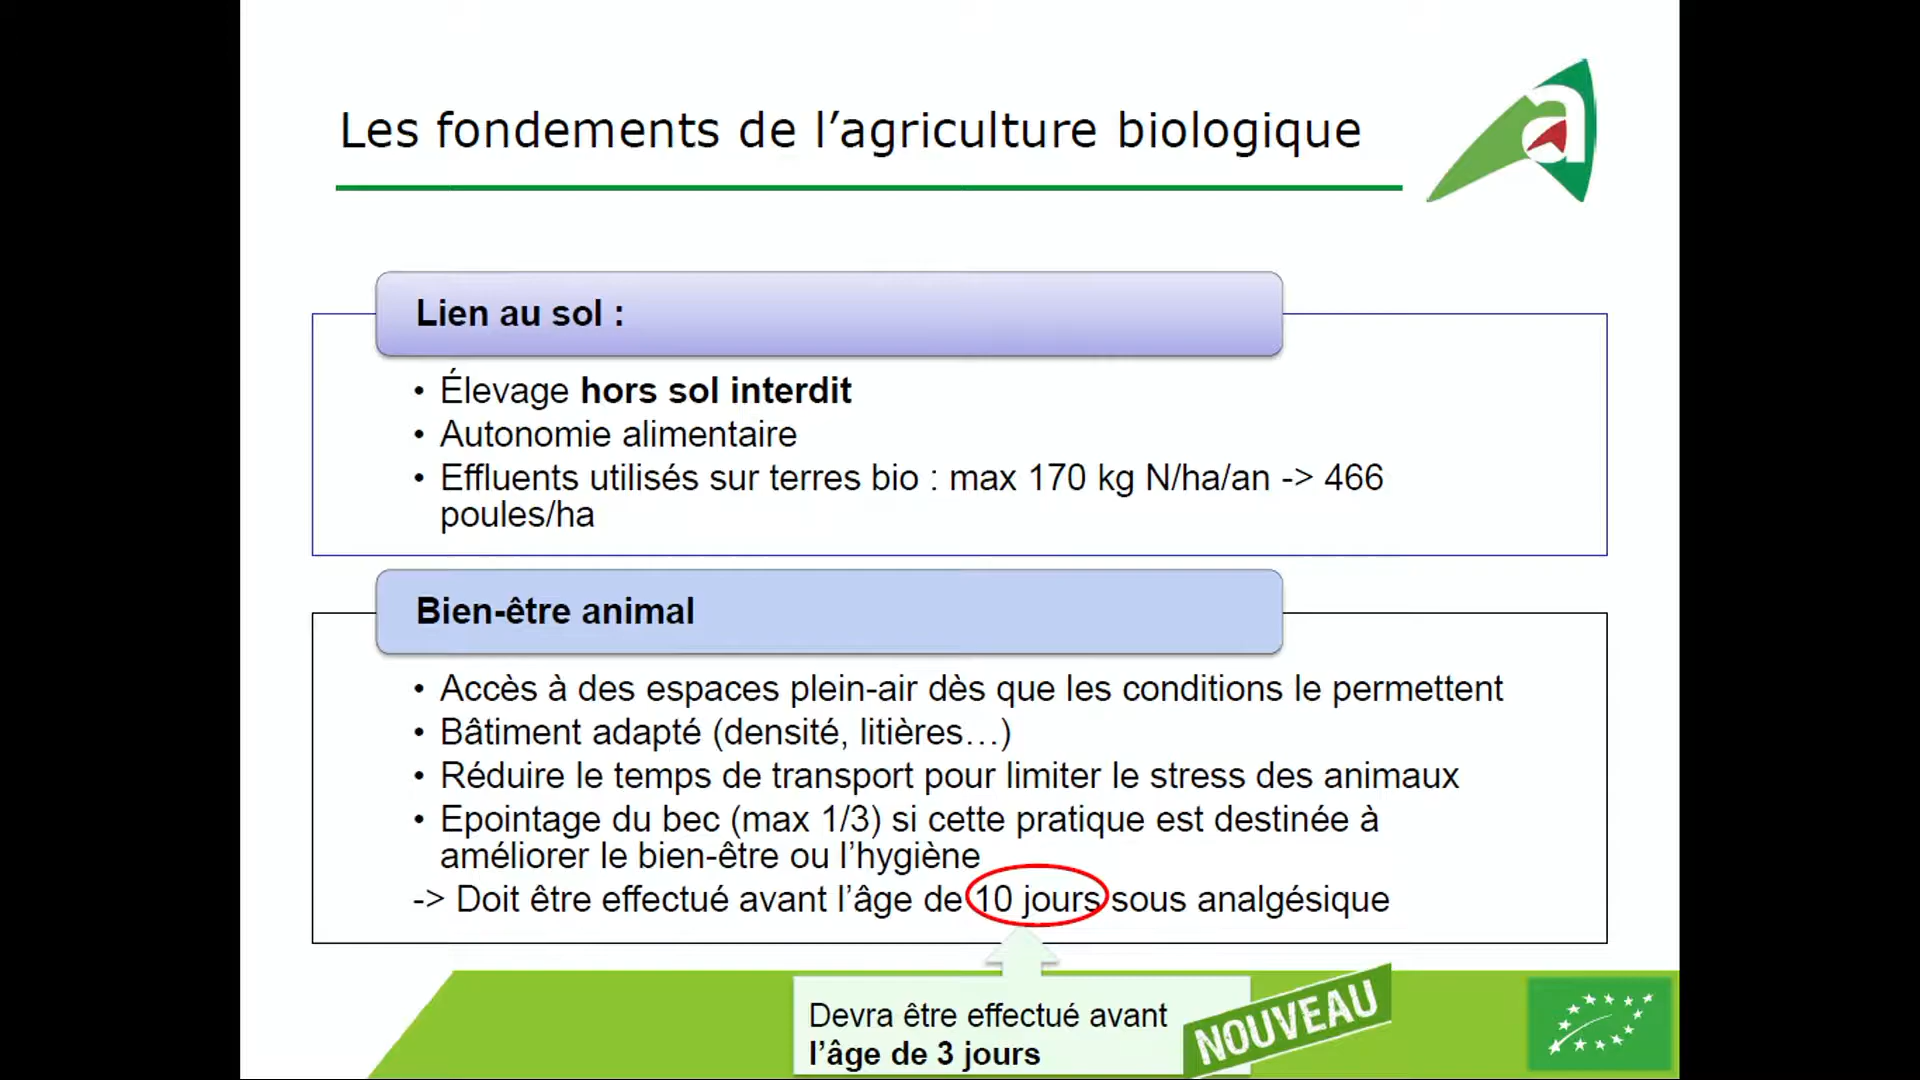 Les fondements de l’agriculture biologique
a
Lien au sol :
• Élevage hors sol interdit
• Autonomie alimentaire
• Effluents utilisés sur terres bio : max 170 kg N/ha/an -> 466
poules/ha
Bien-être animal
• Accès à des espaces plein-air dès que les conditions le permettent
• Bâtiment adapté (densité, litières…)
• Réduire le temps de transport pour limiter le stress des animaux
• Epointage du bec (max 1/3) si cette pratique est destinée à
améliorer le bien-être ou l’hygiène
-> Doit être effectué avant l’âge de 10 jours sous analgésique
Devra être effectué avant
l’âge de 3 jours
NOUVEAU